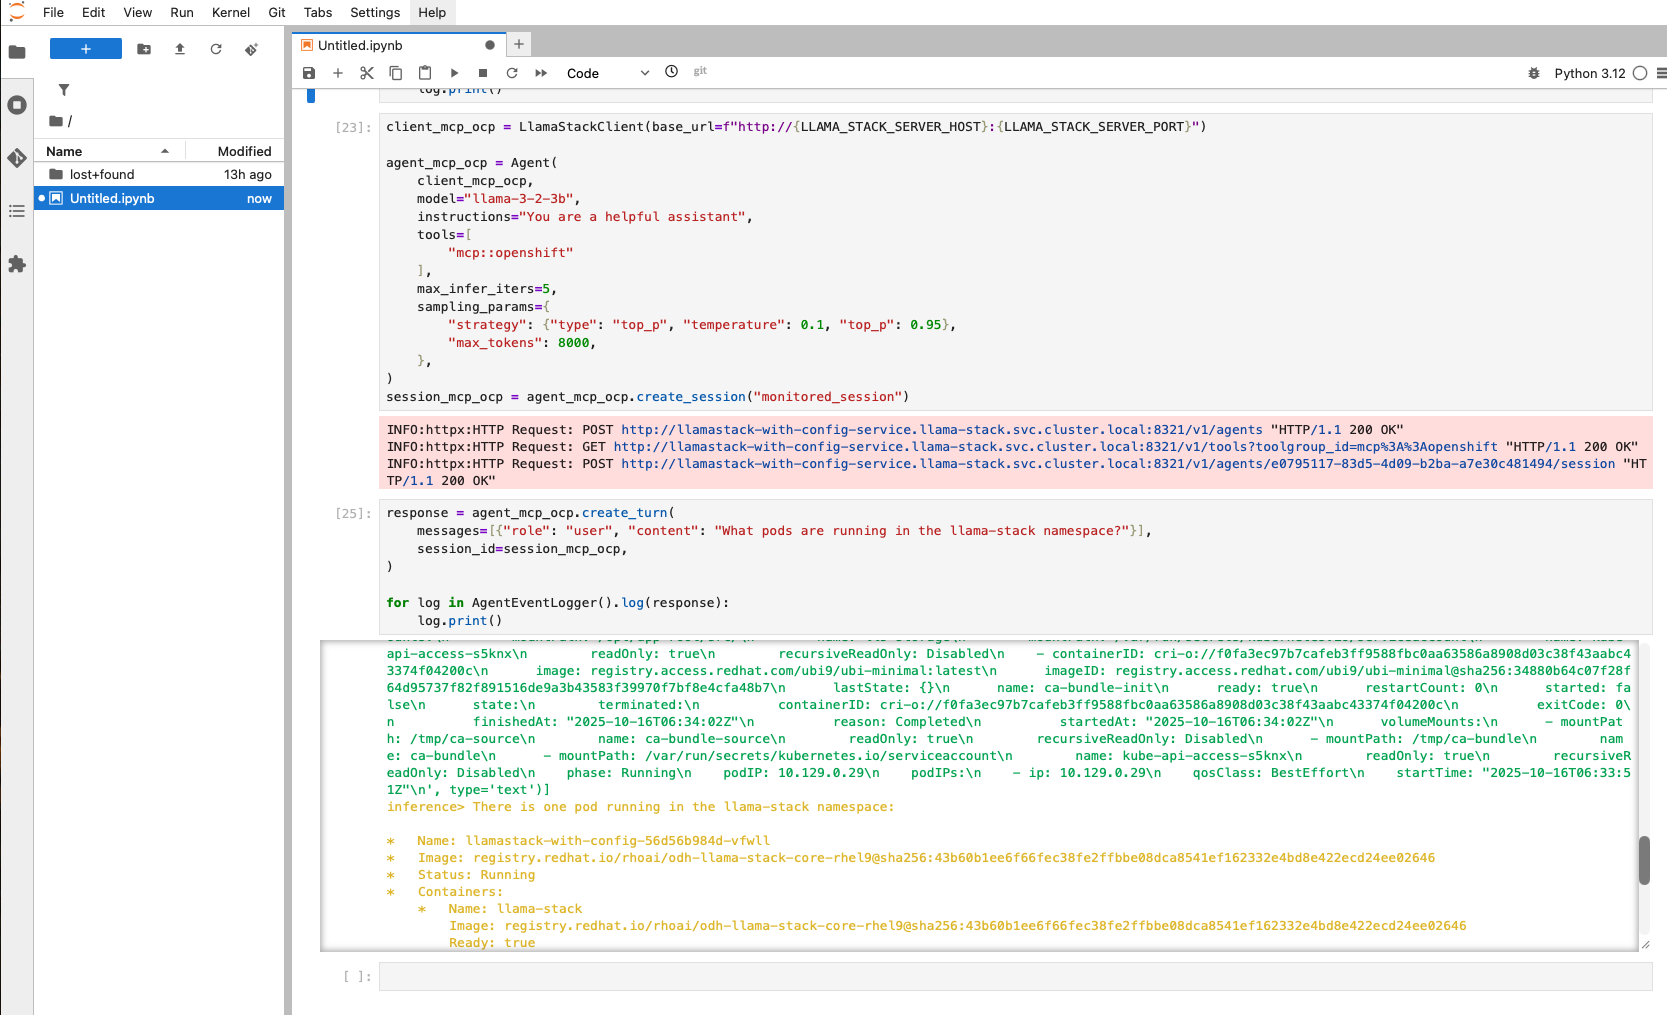 File Edit View Run Kernel Git Tabs Settings Help
Untitled.ipynb
Code
git
Python 3.12
/
Name Modified
lost+found 13h ago
Untitled.ipynb now
log.print()
[23]:
client_mcp_ocp = LlamaStackClient(base_url=f"http://{LLAMA_STACK_SERVER_HOST}:{LLAMA_STACK_SERVER_PORT}")
agent_mcp_ocp = Agent(
client_mcp_ocp,
model="llama-3-2-3b",
instructions="You are a helpful assistant",
tools=[
"mcp::openshift"
],
max_infer_iters=5,
sampling_params={
"strategy": {"type": "top_p", "temperature": 0.1, "top_p": 0.95},
"max_tokens": 8000,
},
)
session_mcp_ocp = agent_mcp_ocp.create_session("monitored_session")
INFO:httpx:HTTP Request: POST http://llamastack-with-config-service.llama-stack.svc.cluster.local:8321/v1/agents "HTTP/1.1 200 OK"
INFO:httpx:HTTP Request: GET http://llamastack-with-config-service.llama-stack.svc.cluster.local:8321/v1/tools?toolgroup_id=mcp%3A%3Aopenshift "HTTP/1.1 200 OK"
INFO:httpx:HTTP Request: POST http://llamastack-with-config-service.llama-stack.svc.cluster.local:8321/v1/agents/e0795117-83d5-4d09-b2ba-a7e30c481494/session "HT
TP/1.1 200 OK"
[25]:
response = agent_mcp_ocp.create_turn(
messages=[{"role": "user", "content": "What pods are running in the llama-stack namespace?"}],
session_id=session_mcp_ocp,
)
for log in AgentEventLogger().log(response):
log.print()
api-access-s5knx\n readOnly: true\n recursiveReadOnly: Disabled\n - containerID: cri-o://f0fa3ec97b7cafeb3ff9588fbc0aa63586a8908d03c38f43aabc4
3374f04200c\n image: registry.access.redhat.com/ubi9/ubi-minimal:latest\n imageID: registry.access.redhat.com/ubi9/ubi-minimal@sha256:34880b64c07f28f
64d95737f82f891516de9a3b43583f39970f7bf8e4cfa48b7\n lastState: {}\n name: ca-bundle-init\n ready: true\n restartCount: 0\n started: fa
lse\n state:\n terminated:\n containerID: cri-o://f0fa3ec97b7cafeb3ff9588fbc0aa63586a8908d03c38f43aabc43374f04200c\n exitCode: 0\
n finishedAt: "2025-10-16T06:34:02Z"\n reason: Completed\n startedAt: "2025-10-16T06:34:02Z"\n volumeMounts:\n - mountPat
h: /tmp/ca-source\n name: ca-bundle-source\n readOnly: true\n recursiveReadOnly: Disabled\n - mountPath: /tmp/ca-bundle\n nam
e: ca-bundle\n - mountPath: /var/run/secrets/kubernetes.io/serviceaccount\n name: kube-api-access-s5knx\n readOnly: true\n recursiveR
eadOnly: Disabled\n phase: Running\n podIP: 10.129.0.29\n podIPs:\n - ip: 10.129.0.29\n qosClass: BestEffort\n startTime: "2025-10-16T06:33:5
1Z"\n', type='text')]
inference> There is one pod running in the llama-stack namespace:
* Name: llamastack-with-config-56d56b984d-vfwll
* Image: registry.redhat.io/rhoai/odh-llama-stack-core-rhel9@sha256:43b60b1ee6f66fec38fe2ffbbe08dca8541ef162332e4bd8e422ecd24ee02646
* Status: Running
* Containers:
* Name: llama-stack
Image: registry.redhat.io/rhoai/odh-llama-stack-core-rhel9@sha256:43b60b1ee6f66fec38fe2ffbbe08dca8541ef162332e4bd8e422ecd24ee02646
Ready: true
[ ]: